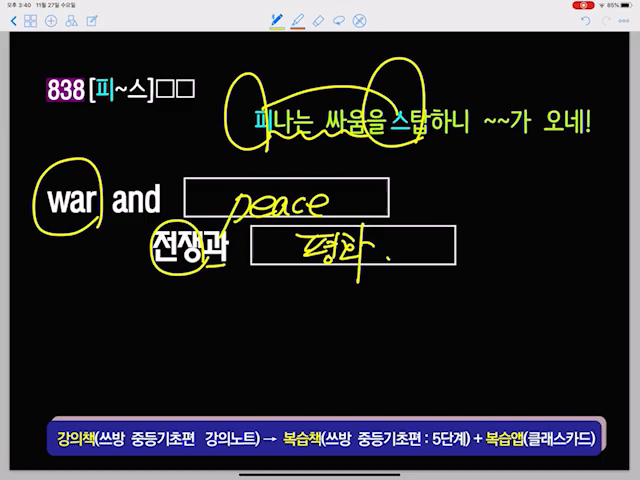 오후 3:40 11월 27일 수요일 85%
838 [피~스]□□
피나는 싸움을 스탑하니 ~~가 오네!
war and peace
전쟁과 평화.
강의책(쓰방 중등기초편 강의노트) → 복습책(쓰방 중등기초편 : 5단계) + 복습앱(클래스카드)